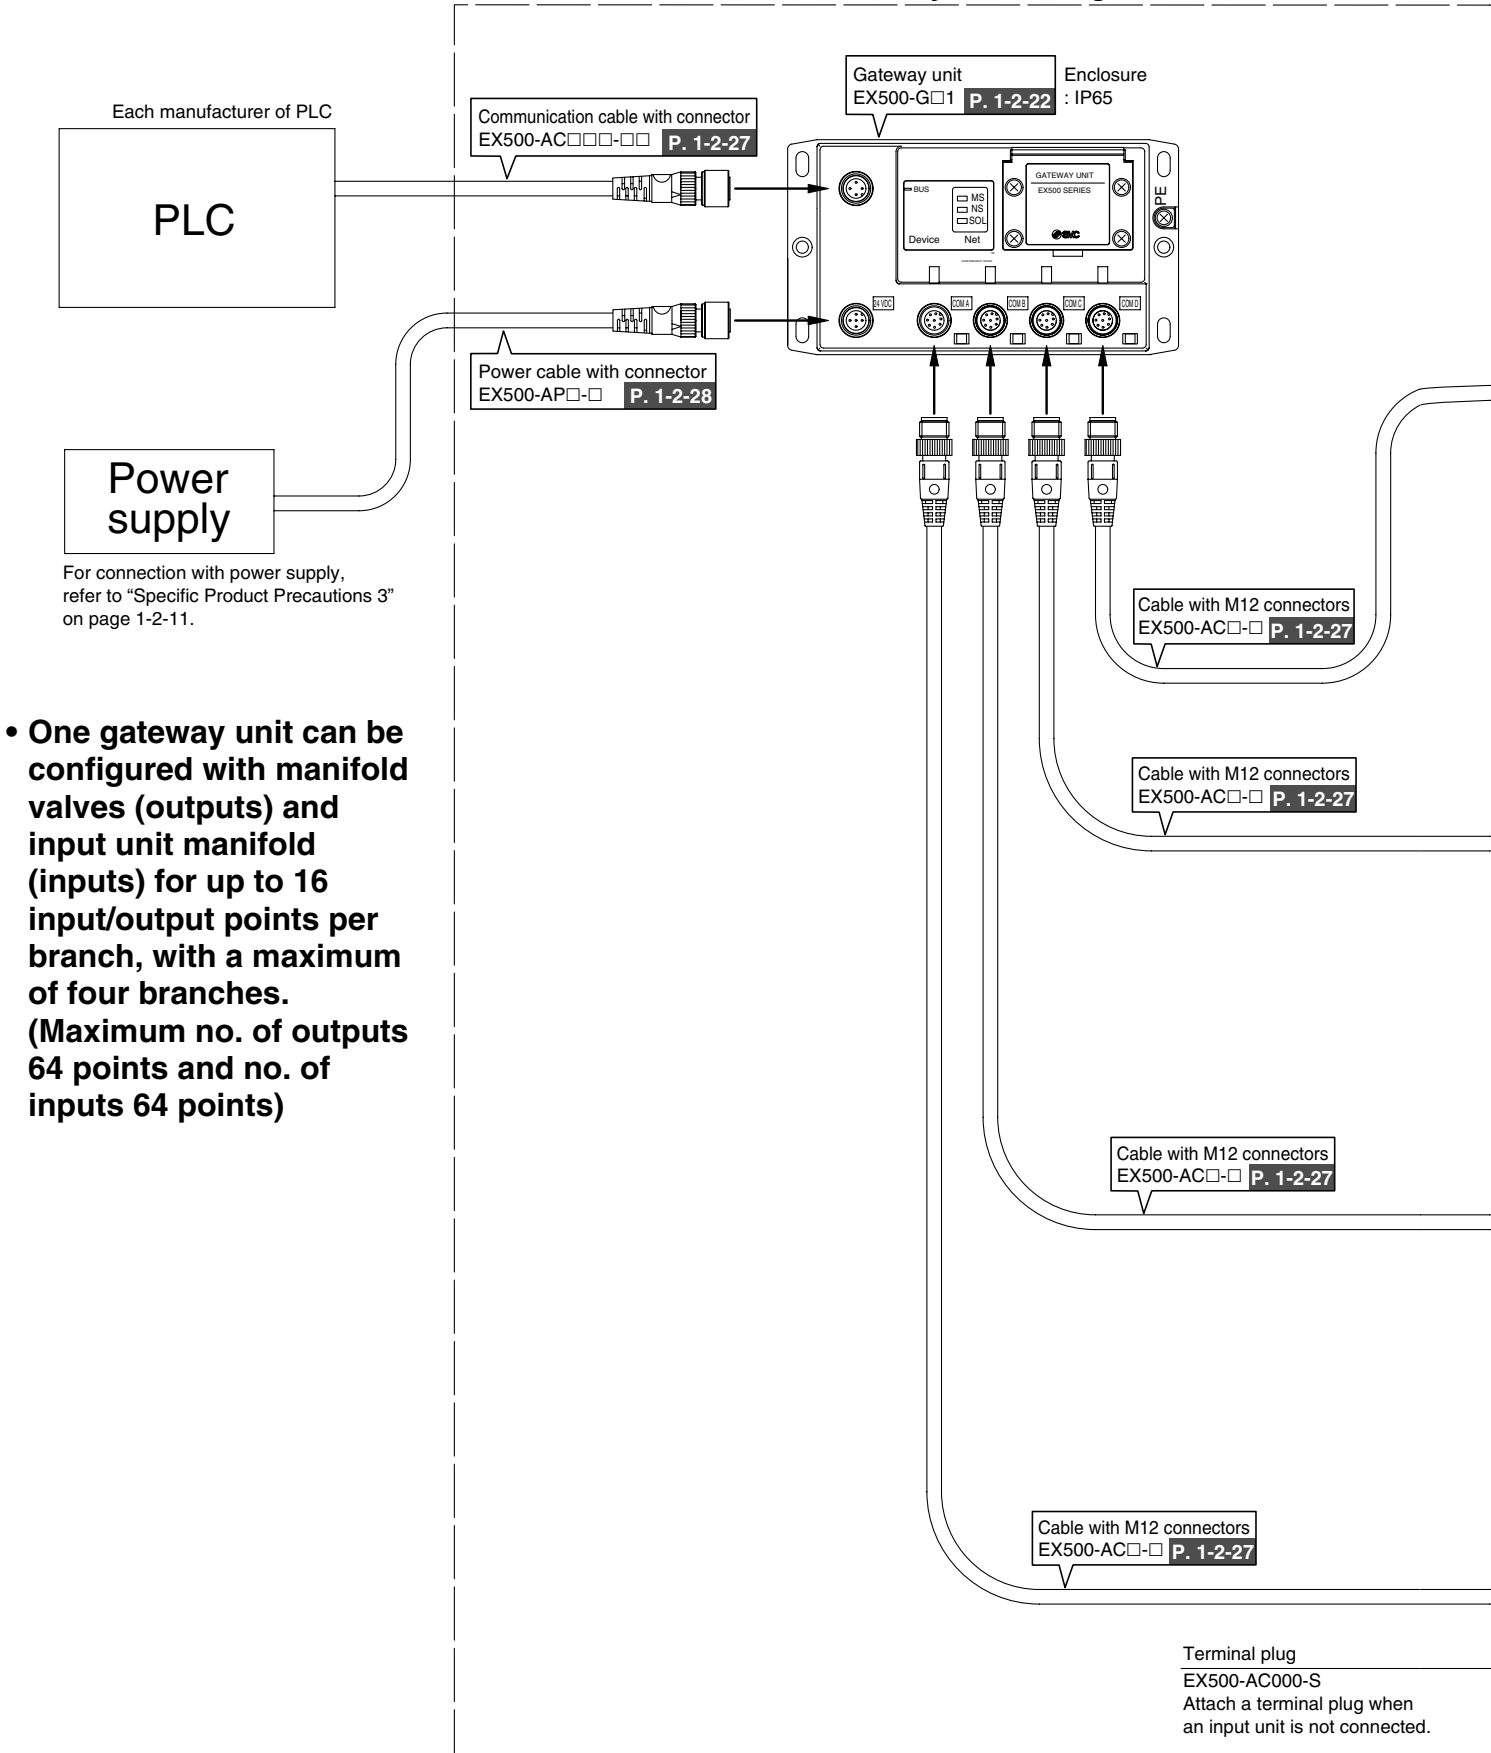 Each manufacturer of PLC
PLC
Communication cable with connector
EX500-AC□□□-□□ P. 1-2-27
Gateway unit
EX500-G□1 P. 1-2-22
Enclosure
: IP65
BUS
MS
NS
SOL
Device Net
GATEWAY UNIT
EX500 SERIES
SMC
PE
24 VDC
COM A
COM B
COM C
COM D
Power cable with connector
EX500-AP□-□ P. 1-2-28
Power
supply
For connection with power supply,
refer to “Specific Product Precautions 3”
on page 1-2-11.
Cable with M12 connectors
EX500-AC□-□ P. 1-2-27
• One gateway unit can be
configured with manifold
valves (outputs) and
input unit manifold
(inputs) for up to 16
input/output points per
branch, with a maximum
of four branches.
(Maximum no. of outputs
64 points and no. of
inputs 64 points)
Cable with M12 connectors
EX500-AC□-□ P. 1-2-27
Cable with M12 connectors
EX500-AC□-□ P. 1-2-27
Cable with M12 connectors
EX500-AC□-□ P. 1-2-27
Terminal plug
EX500-AC000-S
Attach a terminal plug when
an input unit is not connected.